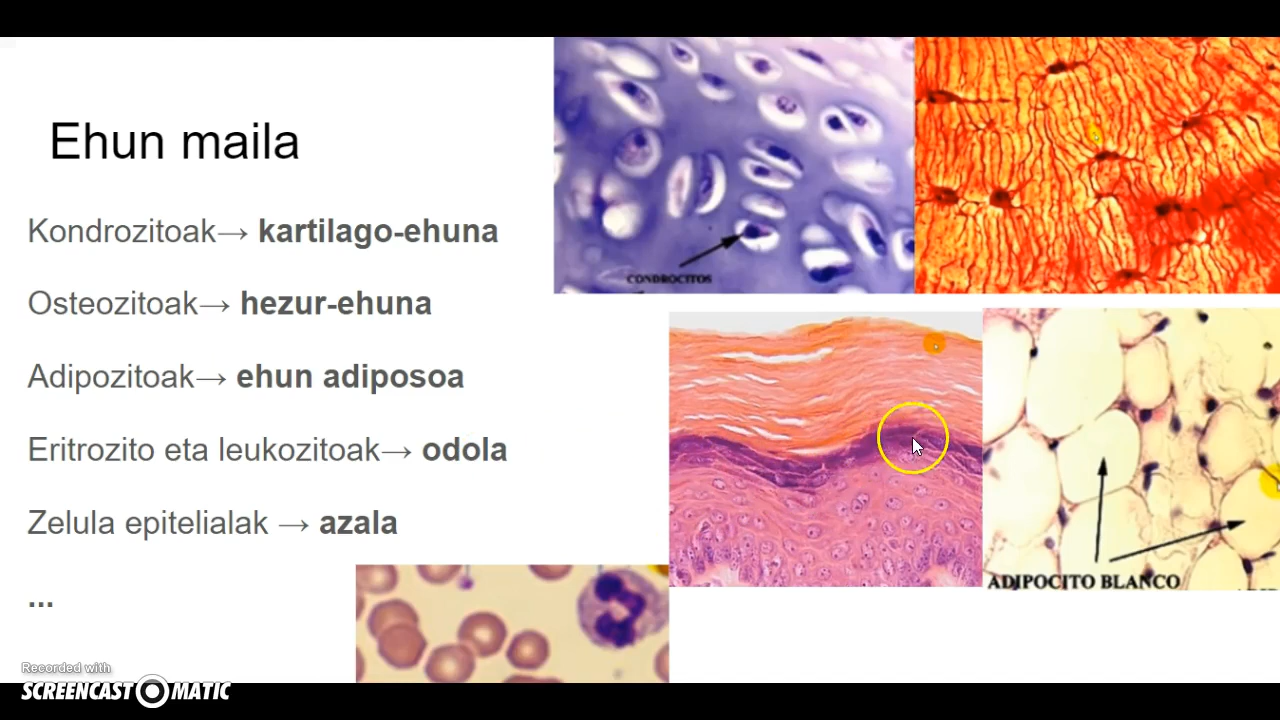 Ehun maila
Kondrozitoak→ kartilago-ehuna
Osteozitoak→ hezur-ehuna
Adipozitoak→ ehun adiposoa
Eritrozito eta leukozitoak→ odola
Zelula epitelialak → azala
...
CONDROCITOS
ADIPOCITO BLANCO
Recorded with
SCREENCAST MATIC